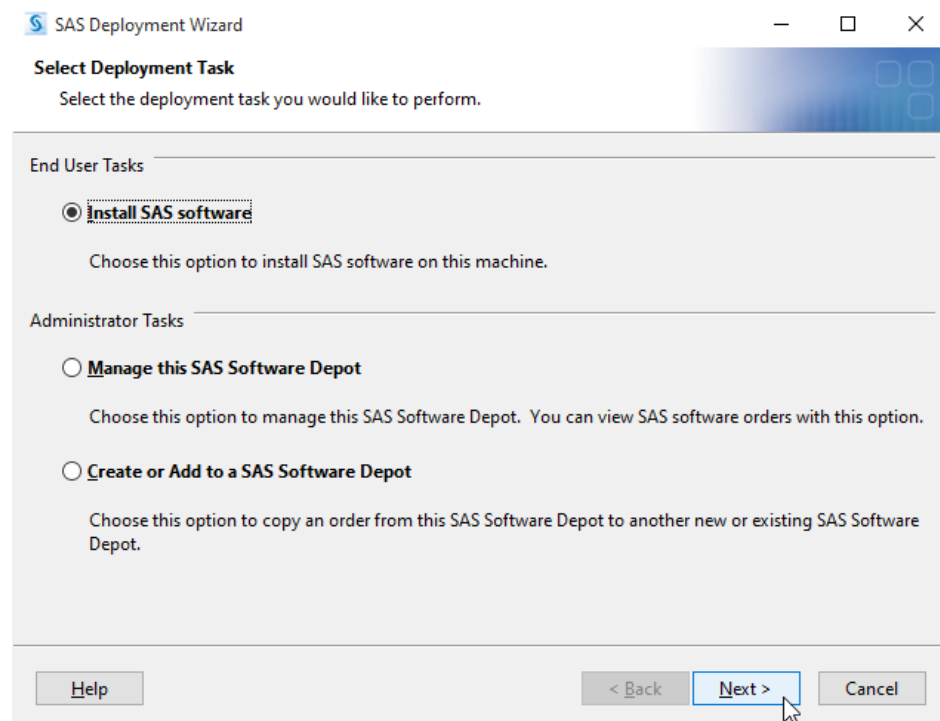 SAS Deployment Wizard
Select Deployment Task
Select the deployment task you would like to perform.
End User Tasks
Install SAS software
Choose this option to install SAS software on this machine.
Administrator Tasks
Manage this SAS Software Depot
Choose this option to manage this SAS Software Depot.  You can view SAS software orders with this option.
Create or Add to a SAS Software Depot
Choose this option to copy an order from this SAS Software Depot to another new or existing SAS Software
Depot.
Help
< Back
Next >
Cancel